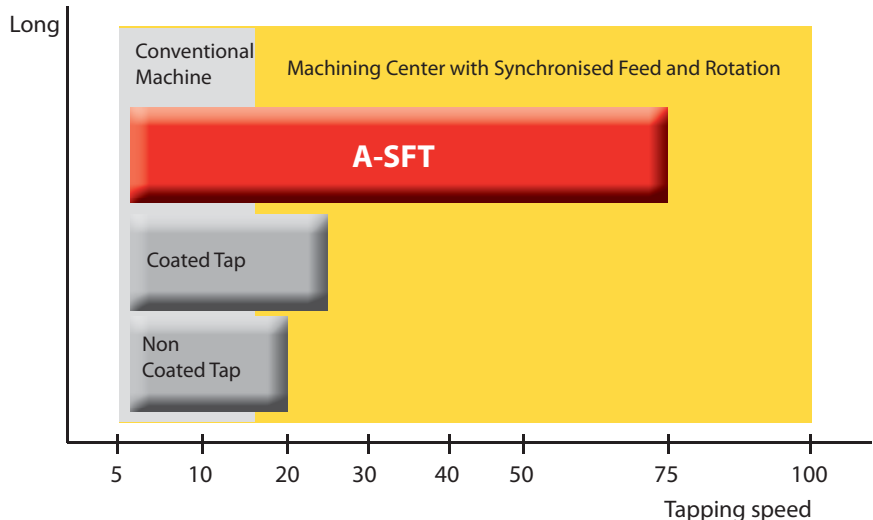 Long
Conventional
Machine
Machining Center with Synchronised Feed and Rotation
A-SFT
Coated Tap
Non
Coated Tap
5 10 20 30 40 50 75 100
Tapping speed